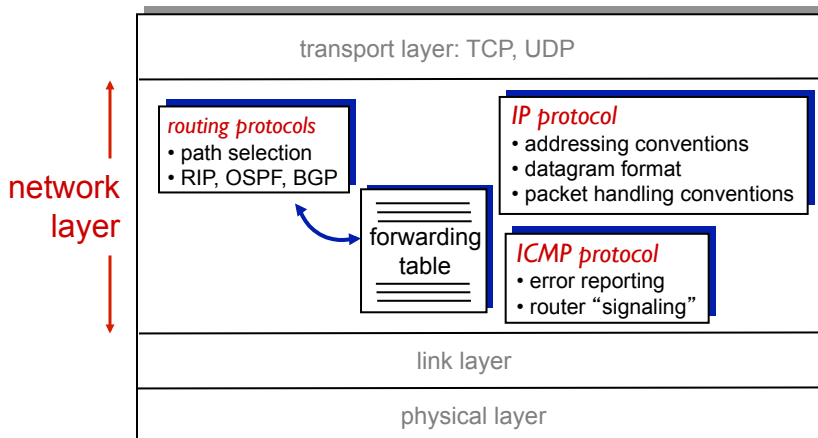 transport layer: TCP, UDP
network
layer
routing protocols
• path selection
• RIP, OSPF, BGP
forwarding
table
IP protocol
• addressing conventions
• datagram format
• packet handling conventions
ICMP protocol
• error reporting
• router “signaling”
link layer
physical layer